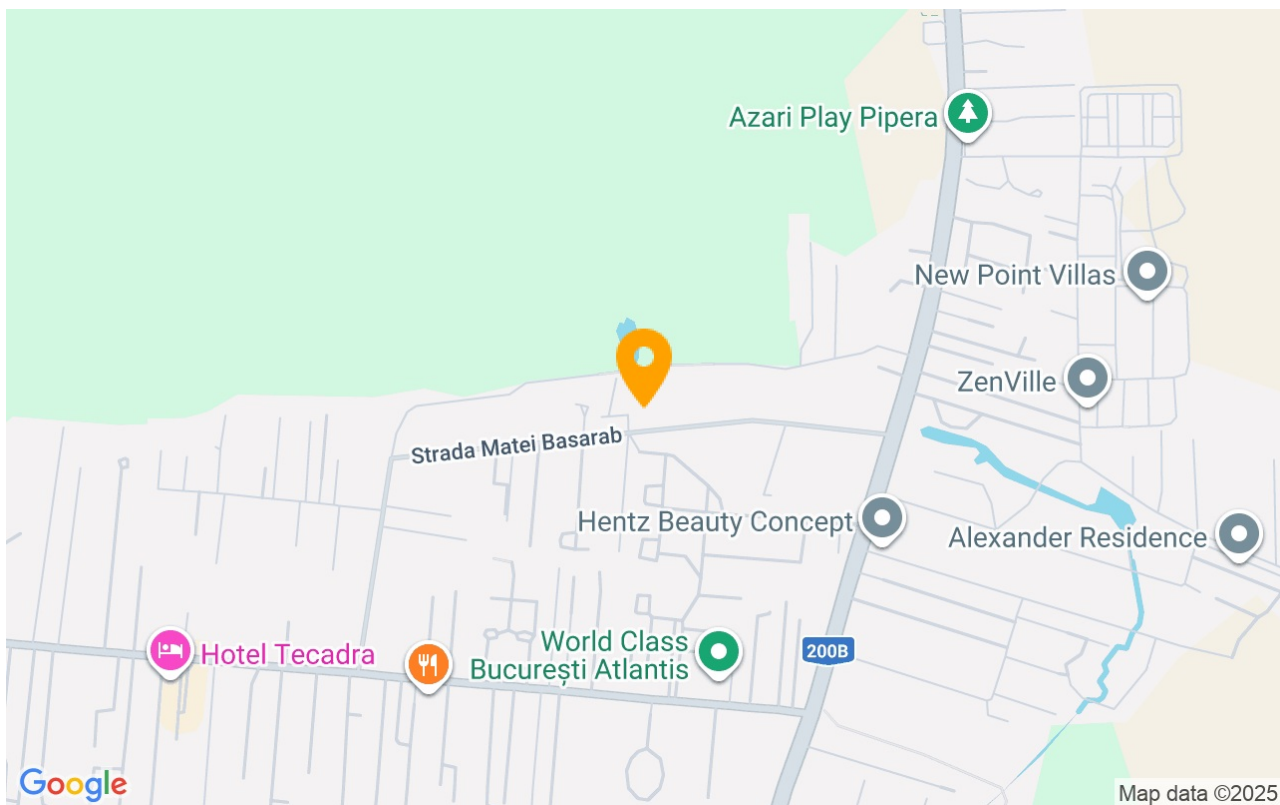 Azari Play Pipera
New Point Villas
ZenVille
Strada Matei Basarab
Hentz Beauty Concept
Alexander Residence
Hotel Tecadra
World Class
București Atlantis
200B
Google
Map data ©2025